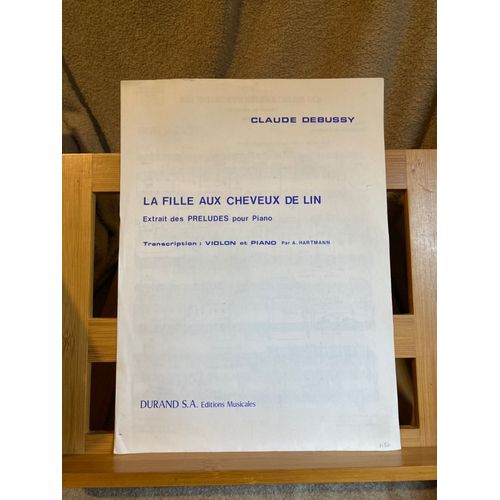 CLAUDE DEBUSSY
LA FILLE AUX CHEVEUX DE LIN
Extrait des PRELUDES pour Piano
Transcription : VIOLON et PIANO Par A. HARTMANN
DURAND S.A. Editions Musicales